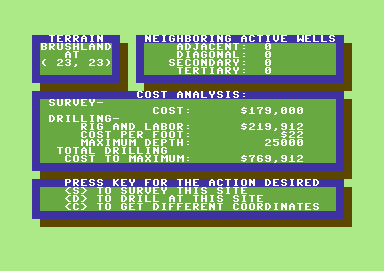 TERRAIN
BRUSHLAND
AT
( 23, 23)
NEIGHBORING ACTIVE WELLS
ADJACENT: 0
DIAGONAL: 0
SECONDARY: 0
TERTIARY: 0
COST ANALYSIS:
SURVEY-
COST: $179,000
DRILLING-
RIG AND LABOR: $219,912
COST PER FOOT: $22
MAXIMUM DEPTH: 25000
TOTAL DRILLING
COST TO MAXIMUM: $769,912
PRESS KEY FOR THE ACTION DESIRED
<S> TO SURVEY THIS SITE
<D> TO DRILL AT THIS SITE
<C> TO GET DIFFERENT COORDINATES